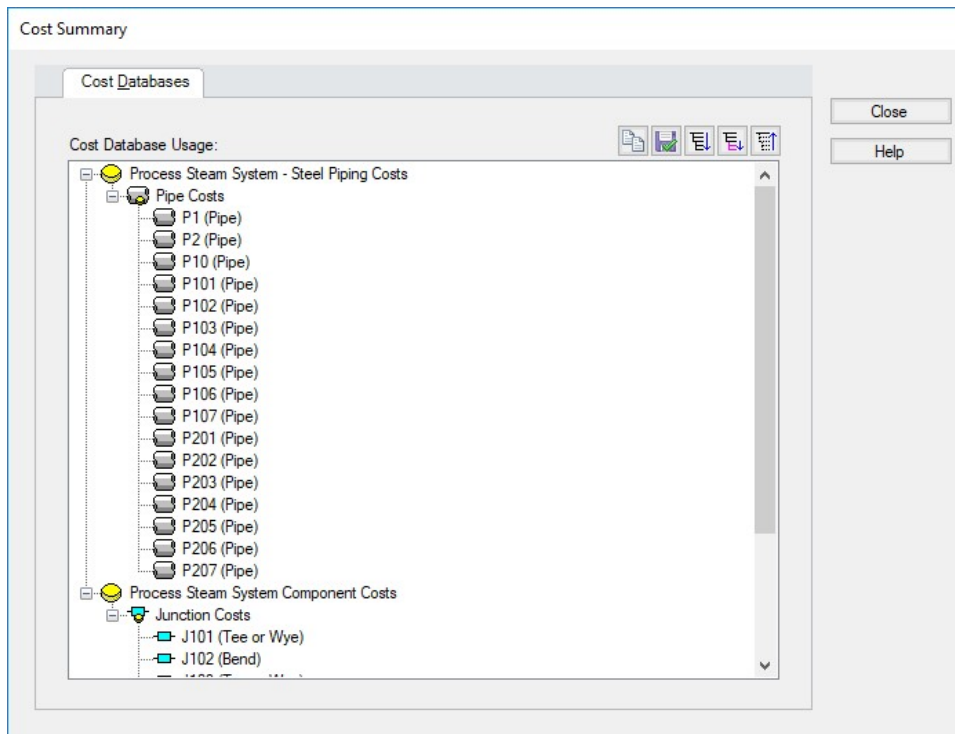 Cost Summary
Cost Databases
Close
Help
Cost Database Usage:
Process Steam System - Steel Piping Costs
Pipe Costs
P1 (Pipe)
P2 (Pipe)
P10 (Pipe)
P101 (Pipe)
P102 (Pipe)
P103 (Pipe)
P104 (Pipe)
P105 (Pipe)
P106 (Pipe)
P107 (Pipe)
P201 (Pipe)
P202 (Pipe)
P203 (Pipe)
P204 (Pipe)
P205 (Pipe)
P206 (Pipe)
P207 (Pipe)
Process Steam System Component Costs
Junction Costs
J101 (Tee or Wye)
J102 (Bend)